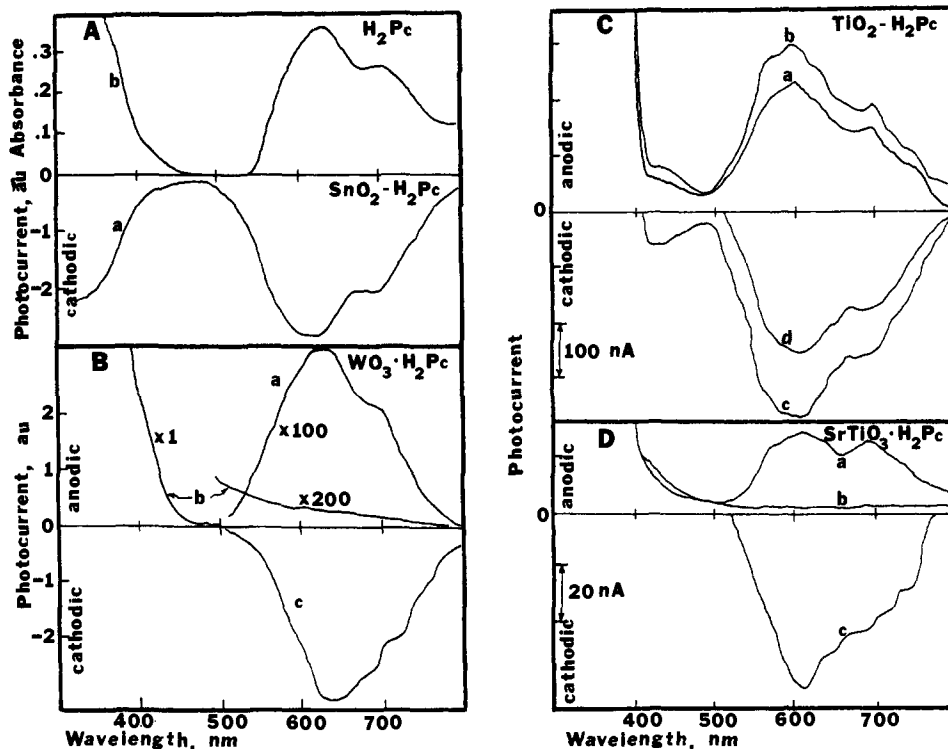 A
H2Pc
b
.3
.2
.1
0
Absorbance
SnO2-H2Pc
a
-1
-2
Photocurrent, au
cathodic
B
WO3·H2Pc
a
x1
x100
b
x200
c
2
1
0
-1
-2
Photocurrent, au
anodic
cathodic
400 500 600 700
Wavelength, nm
C
TiO2-H2Pc
b
a
0
anodic
cathodic
d
c
100 nA
Photocurrent
D
SrTiO3·H2Pc
a
b
0
20 nA
c
cathodic
400 500 600 700
Wavelength, nm